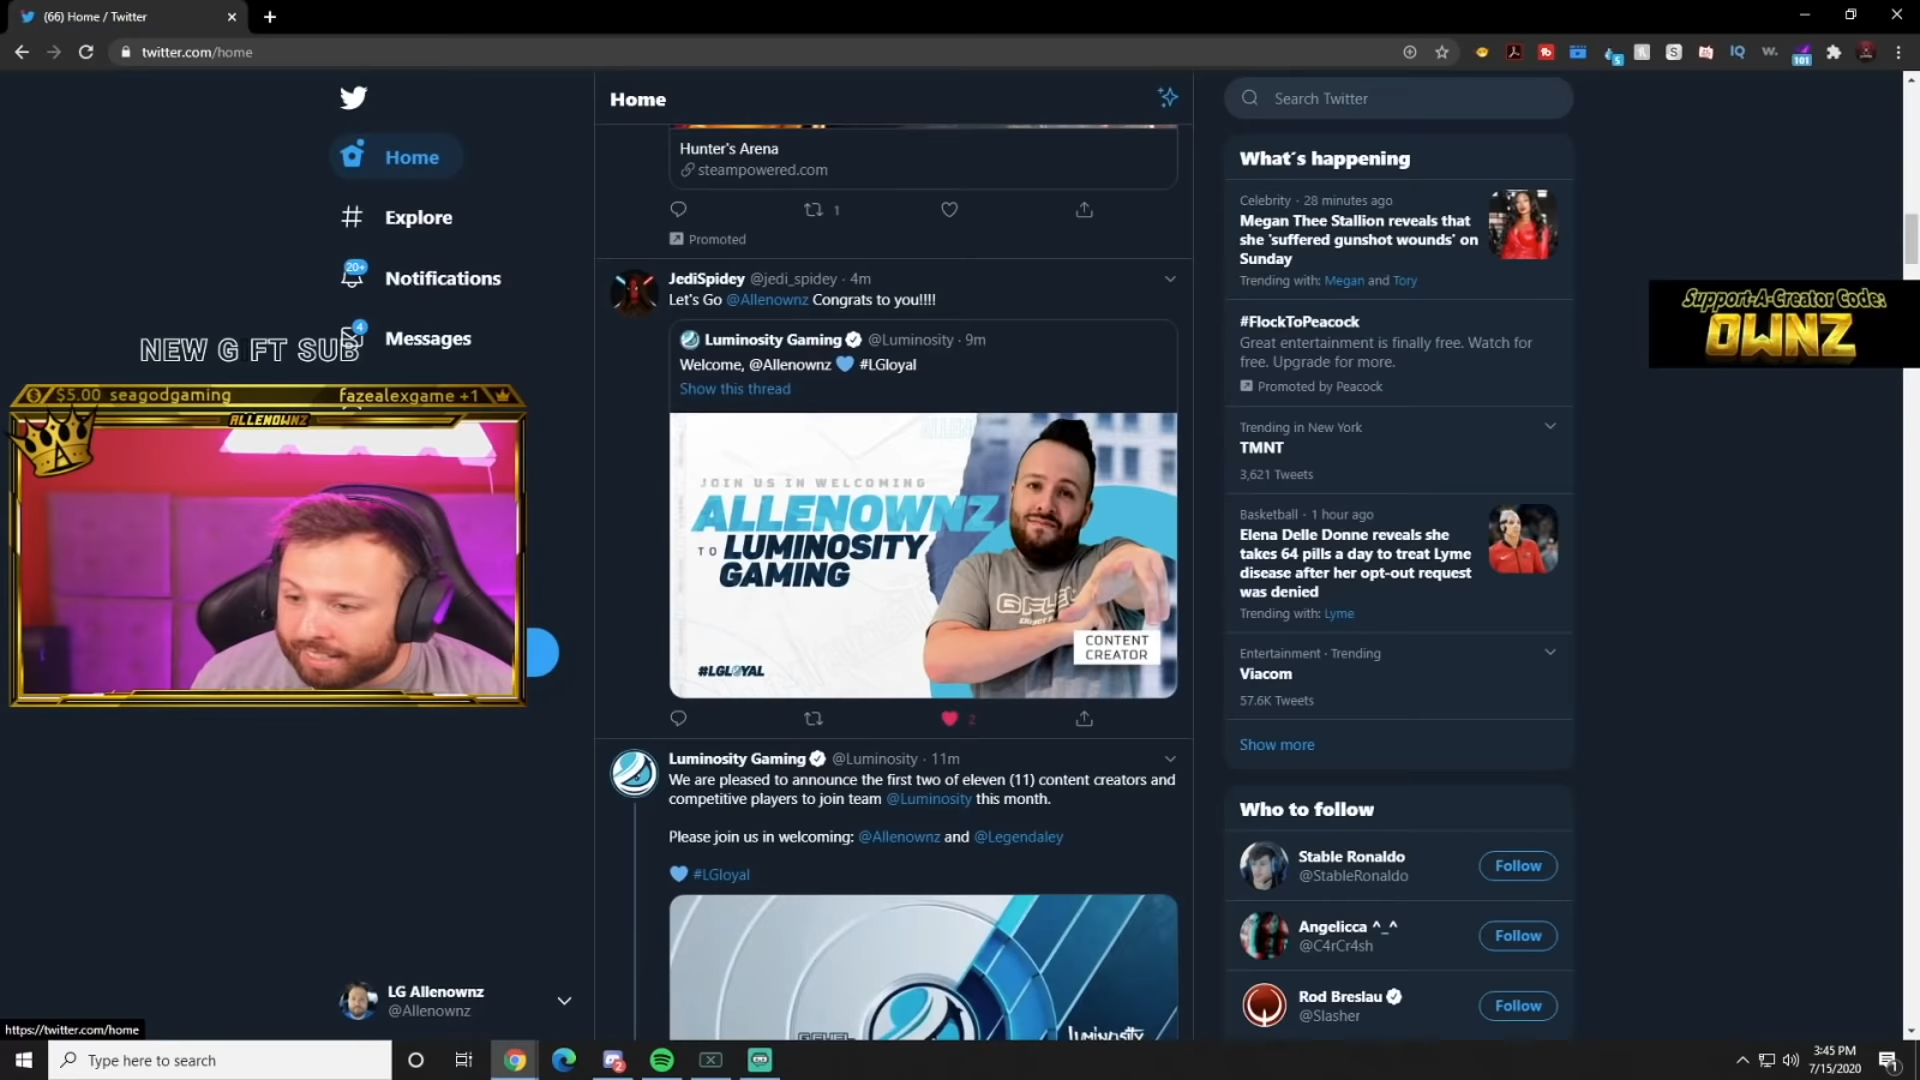 (66) Home / Twitter
twitter.com/home
Home
Explore
20+
Notifications
4
Messages
NEW G FT SUB
$5.00 seagodgaming
fazealexgame +1
ALLENOWNZ
A
LG Allenownz
@Allenownz
https://twitter.com/home
Home
Hunter's Arena
steampowered.com
1
Promoted
JediSpidey @jedi_spidey · 4m
Let's Go @Allenownz Congrats to you!!!!
Luminosity Gaming @Luminosity · 9m
Welcome, @Allenownz 💙 #LGloyal
Show this thread
JOIN US IN WELCOMING
ALLENOWNZ
TO LUMINOSITY
GAMING
#LGLOYAL
CONTENT
CREATOR
2
Luminosity Gaming @Luminosity · 11m
We are pleased to announce the first two of eleven (11) content creators and
competitive players to join team @Luminosity this month.
Please join us in welcoming: @Allenownz and @Legendaley
💙 #LGloyal
luminosity
Search Twitter
What's happening
Celebrity · 28 minutes ago
Megan Thee Stallion reveals that
she 'suffered gunshot wounds' on
Sunday
Trending with: Megan and Tory
#FlockToPeacock
Great entertainment is finally free. Watch for
free. Upgrade for more.
Promoted by Peacock
Trending in New York
TMNT
3,621 Tweets
Basketball · 1 hour ago
Elena Delle Donne reveals she
takes 64 pills a day to treat Lyme
disease after her opt-out request
was denied
Trending with: Lyme
Entertainment · Trending
Viacom
57.6K Tweets
Show more
Who to follow
Stable Ronaldo
@StableRonaldo
Follow
Angelicca ^_^
@C4rCr4sh
Follow
Rod Breslau
@Slasher
Follow
Support-A-Creator Code:
OWNZ
Type here to search
3:45 PM
7/15/2020